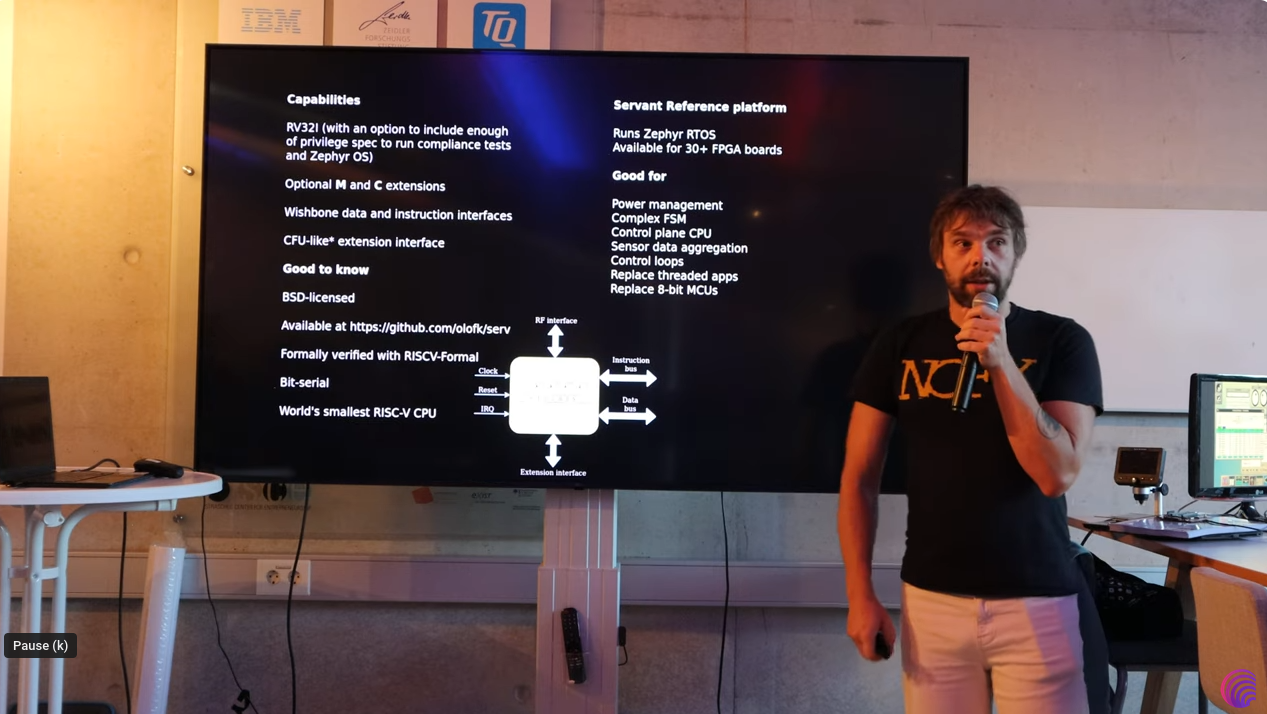 IBM
ZEIDLER
FORSCHUNGS
TQ
Capabilities
RV32I (with an option to include enough
of privilege spec to run compliance tests
and Zephyr OS)
Optional M and C extensions
Wishbone data and instruction interfaces
CFU-like* extension interface
Good to know
BSD-licensed
Available at https://github.com/olofk/serv
Formally verified with RISCV-Formal
Bit-serial
World's smallest RISC-V CPU
Servant Reference platform
Runs Zephyr RTOS
Available for 30+ FPGA boards
Good for
Power management
Complex FSM
Control plane CPU
Sensor data aggregation
Control loops
Replace threaded apps
Replace 8-bit MCUs
RF interface
Clock
Reset
IRQ
Instruction
bus
Data
bus
Extension interface
Pause (k)